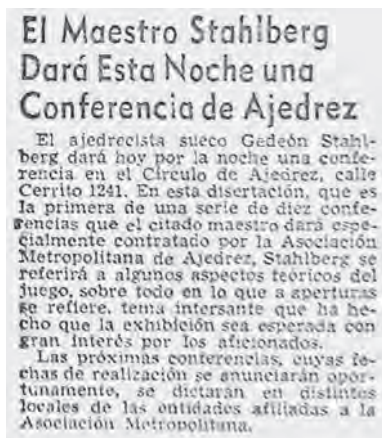 El Maestro Stahlberg
Dará Esta Noche una
Conferencia de Ajedrez
El ajedrecista sueco Gedeón Stahl-
berg dará hoy por la noche una confe-
rencia en el Círculo de Ajedrez, calle
Cerrito 1241. En esta disertación, que es
la primera de una serie de diez confe-
rencias que el citado maestro dará espe-
cialmente contratado por la Asociación
Metropolitana de Ajedrez, Stahlberg se
referirá a algunos aspectos teóricos del
juego, sobre todo en lo que a aperturas
se refiere, tema intersante que ha he-
cho que la exhibición sea esperada con
gran interés por los aficionados.
Las próximas conferencias, cuyas fe-
chas de realización se anunciarán opor-
tunamente, se dictarán en distintos
locales de las entidades afiliadas a la
Asociación Metropolitana.